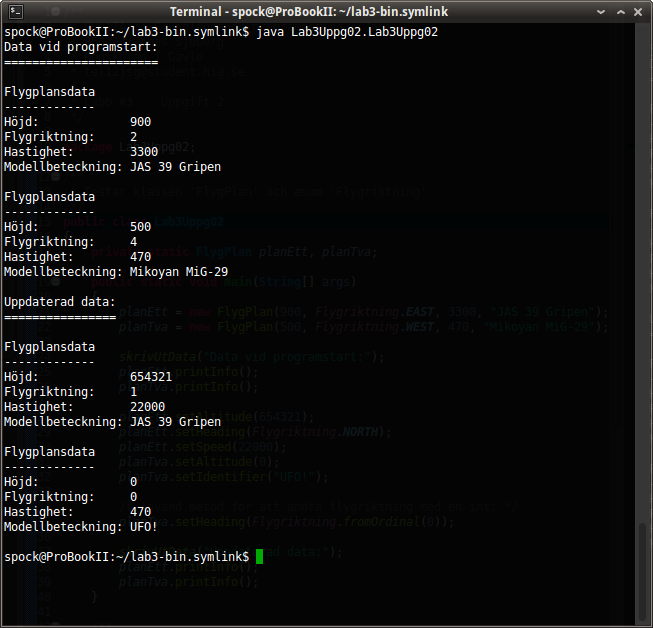 Terminal - spock@ProBookII: ~/lab3-bin.symlink
spock@ProBookII:~/lab3-bin.symlink$ java Lab3Uppg02.Lab3Uppg02
Data vid programstart:
======================
Flygplansdata
-------------
Höjd: 900
Flygriktning: 2
Hastighet: 3300
Modellbeteckning: JAS 39 Gripen
Flygplansdata
-------------
Höjd: 500
Flygriktning: 4
Hastighet: 470
Modellbeteckning: Mikoyan MiG-29
Uppdaterad data:
================
Flygplansdata
-------------
Höjd: 654321
Flygriktning: 1
Hastighet: 22000
Modellbeteckning: JAS 39 Gripen
Flygplansdata
-------------
Höjd: 0
Flygriktning: 0
Hastighet: 470
Modellbeteckning: UFO!
spock@ProBookII:~/lab3-bin.symlink$